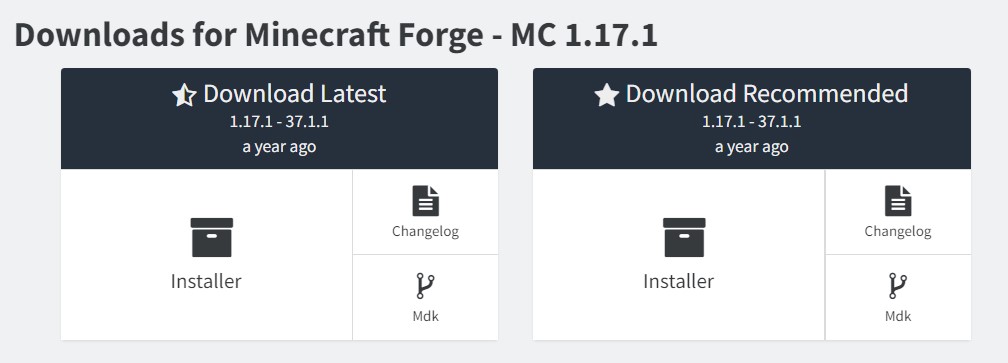 Downloads for Minecraft Forge - MC 1.17.1
Download Latest
1.17.1 - 37.1.1
a year ago
Installer
Changelog
Mdk
Download Recommended
1.17.1 - 37.1.1
a year ago
Installer
Changelog
Mdk